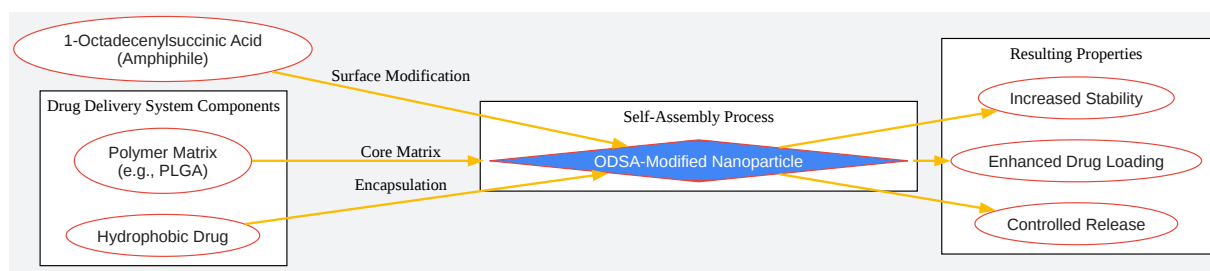 1-Octadecenylsuccinic Acid
(Amphiphile)
Surface Modification
Drug Delivery System Components
Polymer Matrix
(e.g., PLGA)
Core Matrix
Encapsulation
Hydrophobic Drug
Self-Assembly Process
ODSA-Modified Nanoparticle
Resulting Properties
Increased Stability
Enhanced Drug Loading
Controlled Release